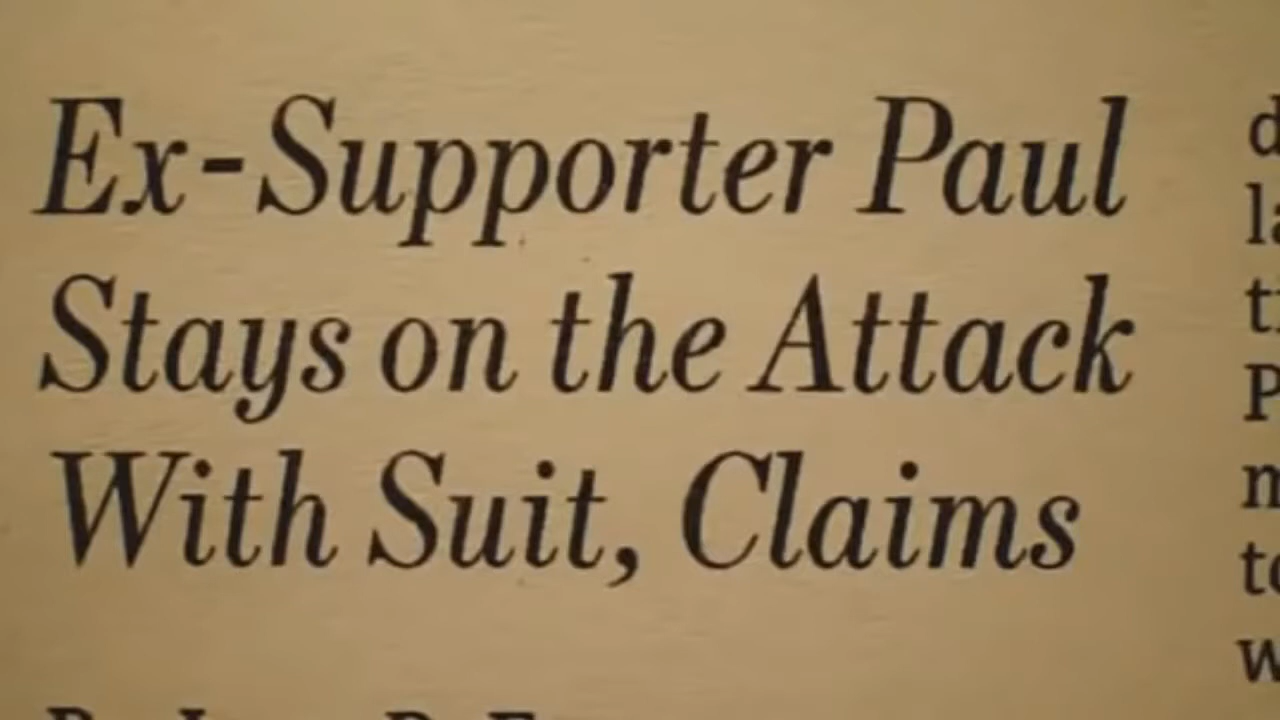 Ex-Supporter Paul
Stays on the Attack
With Suit, Claims